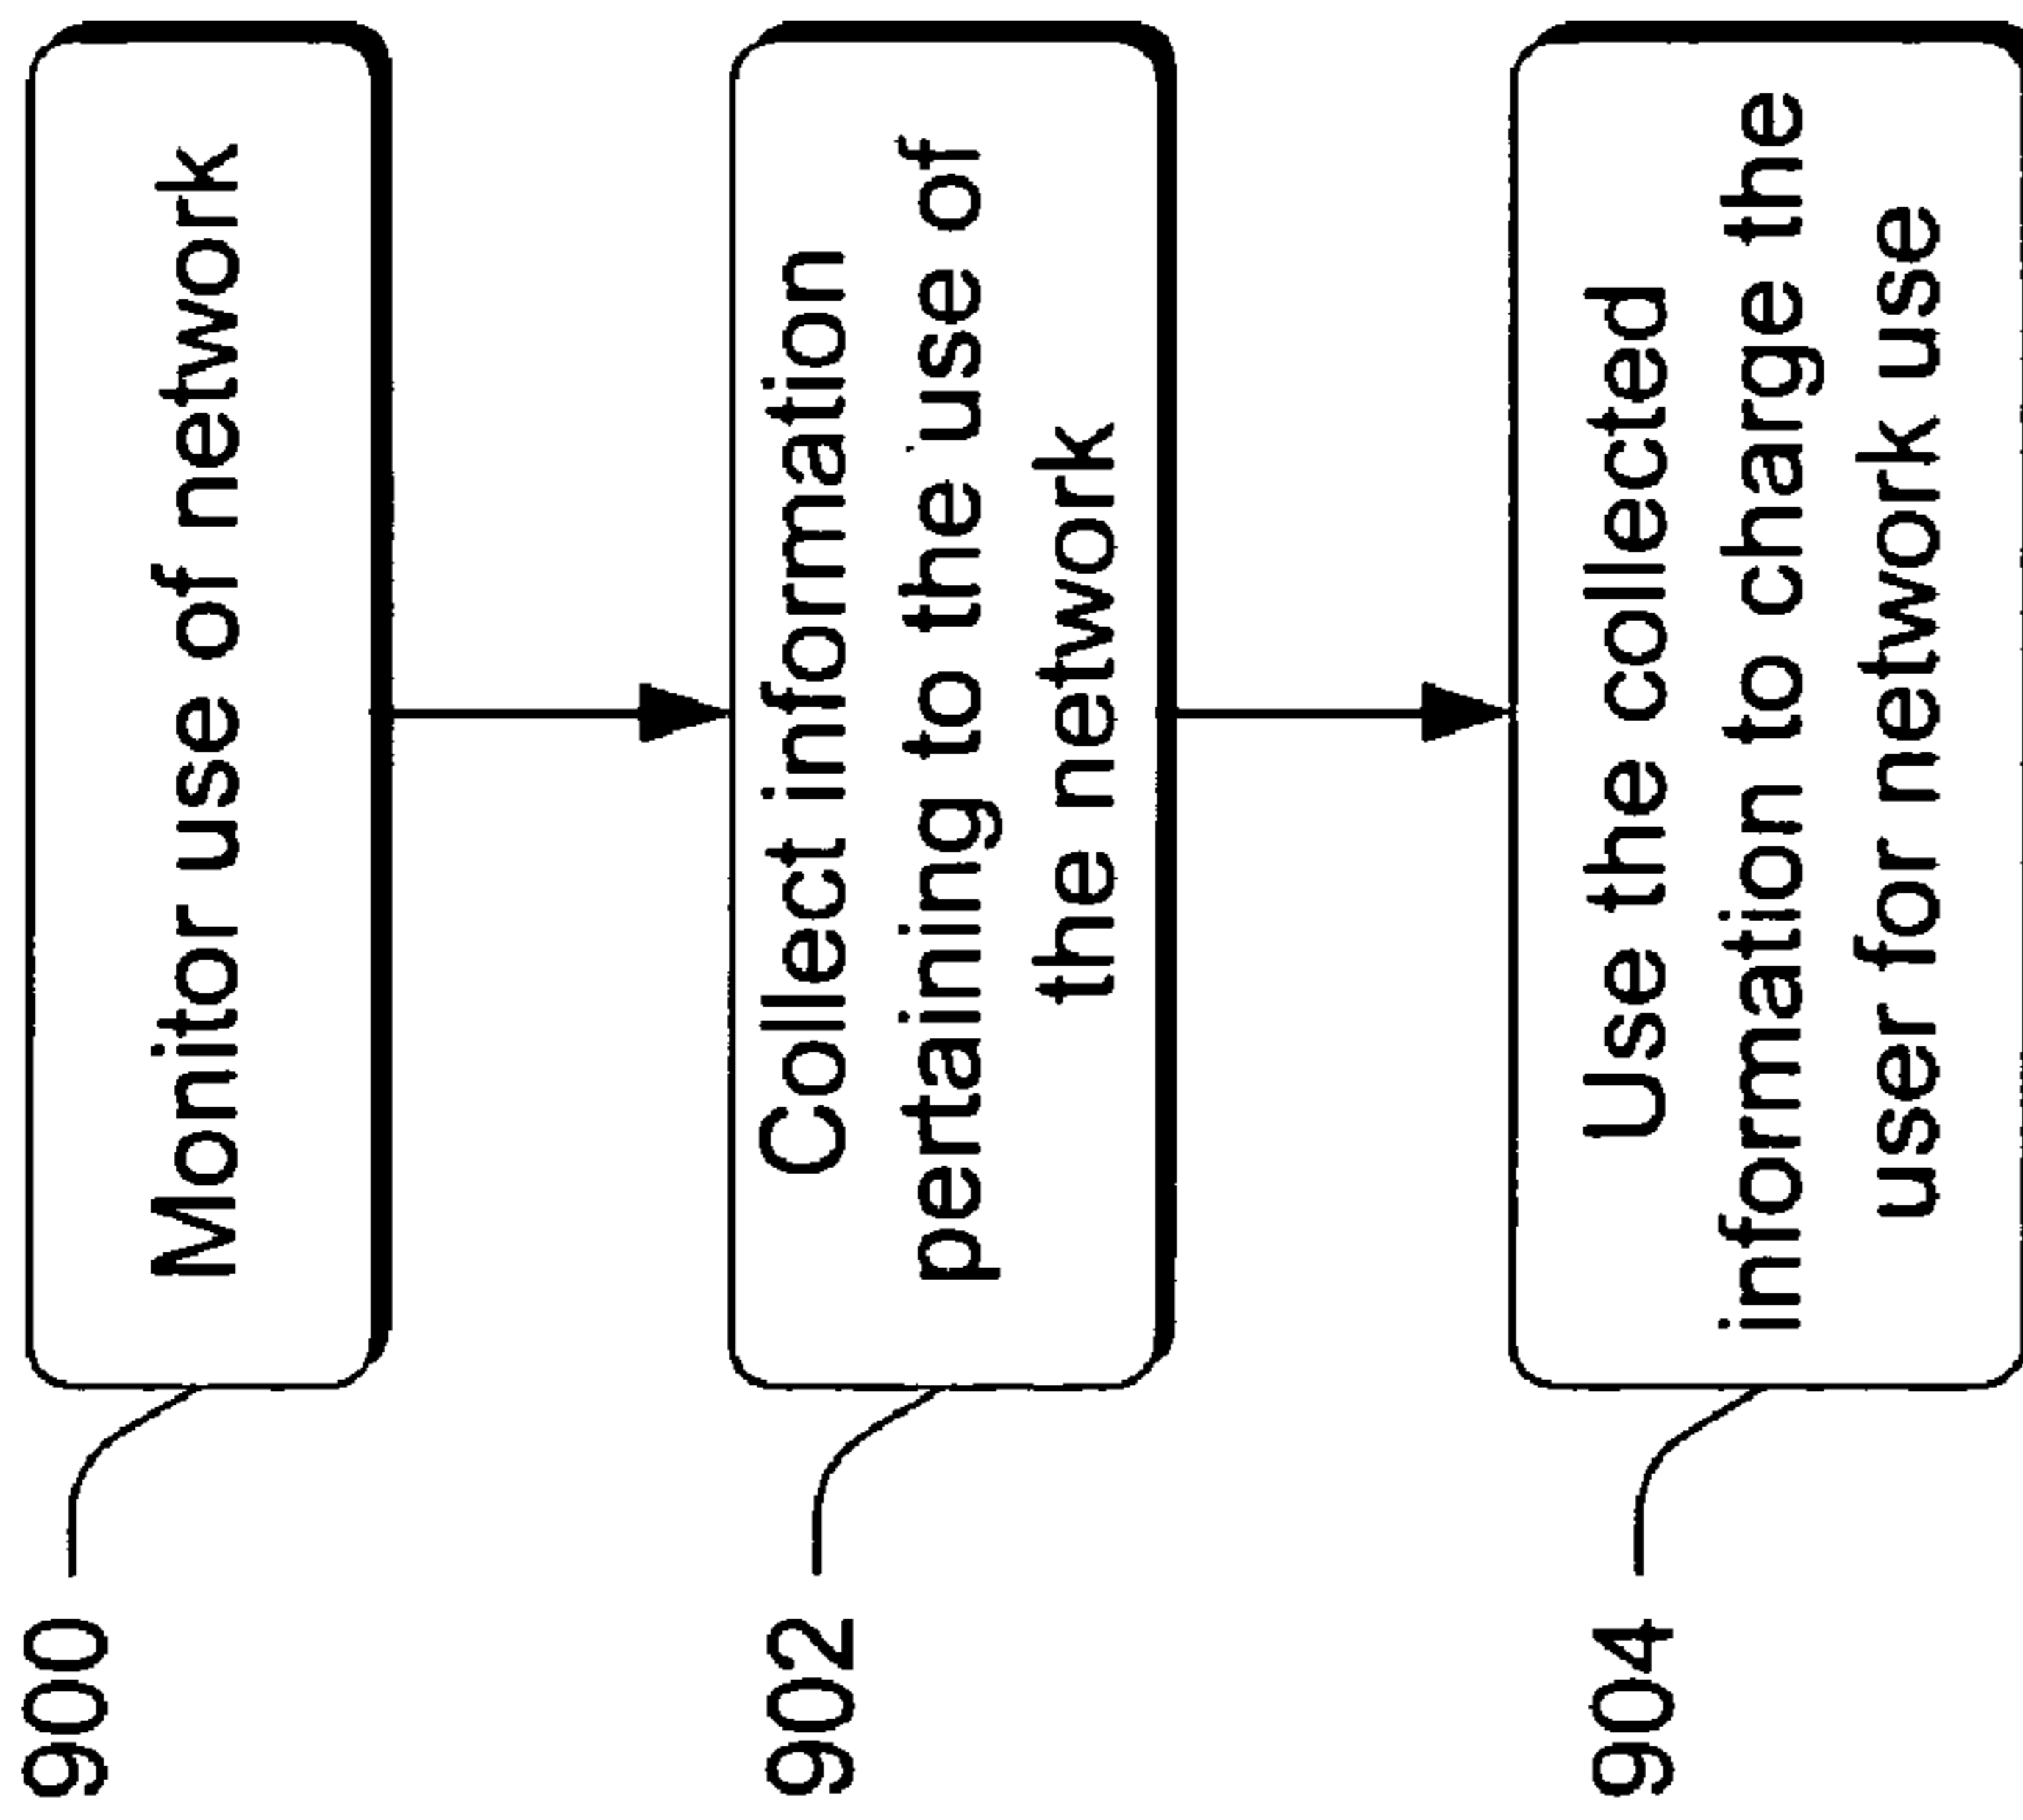 900
Monitor use of network
902
Collect information
pertaining to the use of
the network
904
Use the collected
information to charge the
user for network use